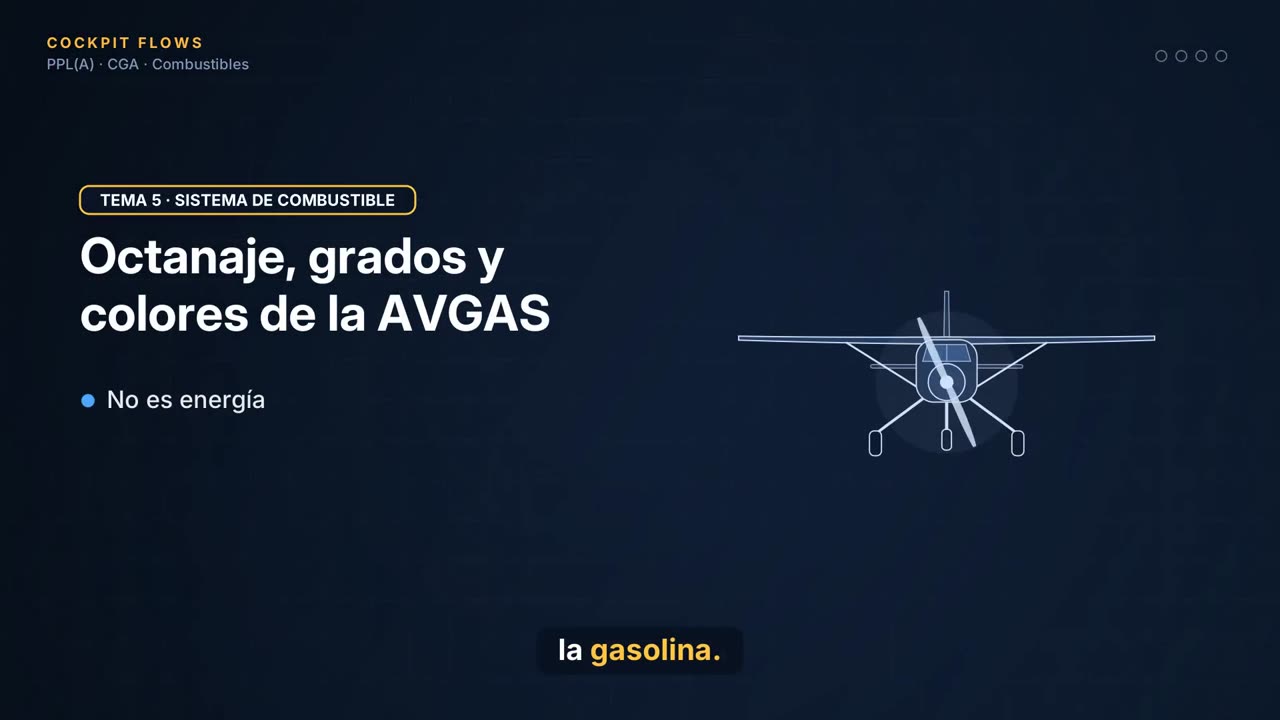 COCKPIT FLOWS
PPL(A) · CGA · Combustibles
TEMA 5 · SISTEMA DE COMBUSTIBLE
Octanaje, grados y
colores de la AVGAS
No es energía
la gasolina.